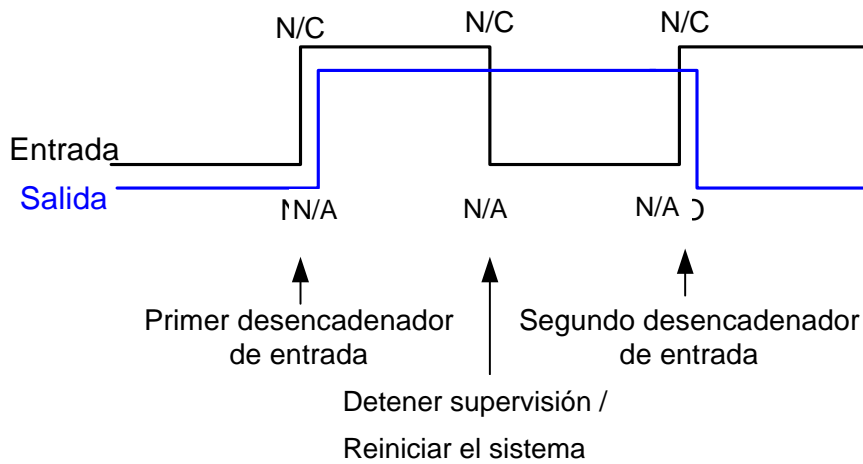 N/C N/C N/C
Entrada
Salida
N/A N/A N/A
Primer desencadenador
de entrada
Segundo desencadenador
de entrada
Detener supervisión /
Reiniciar el sistema